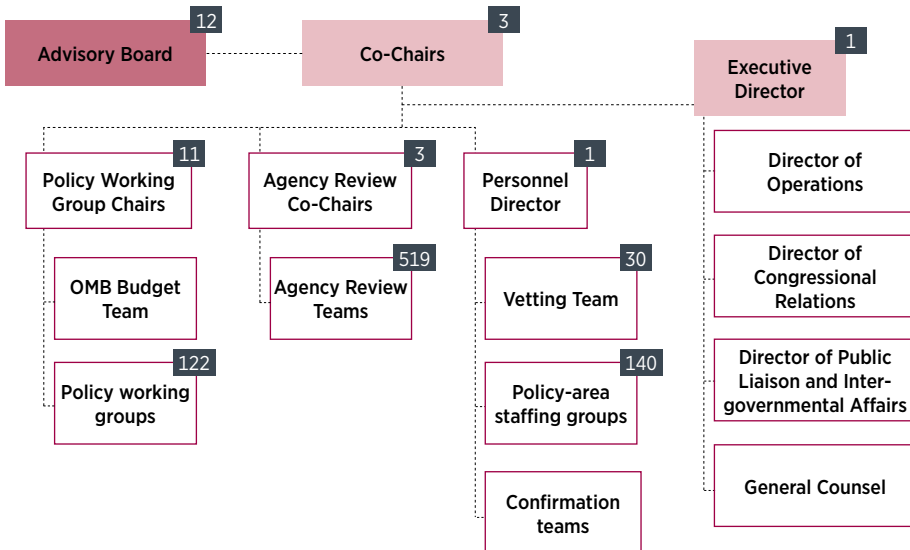 12
Advisory Board
3
Co-Chairs
1
Executive
Director
11
Policy Working
Group Chairs
3
Agency Review
Co-Chairs
1
Personnel
Director
Director of
Operations
OMB Budget
Team
519
Agency Review
Teams
30
Vetting Team
Director of
Congressional
Relations
122
Policy working
groups
140
Policy-area
staffing groups
Director of Public
Liaison and Inter-
governmental Affairs
Confirmation
teams
General Counsel